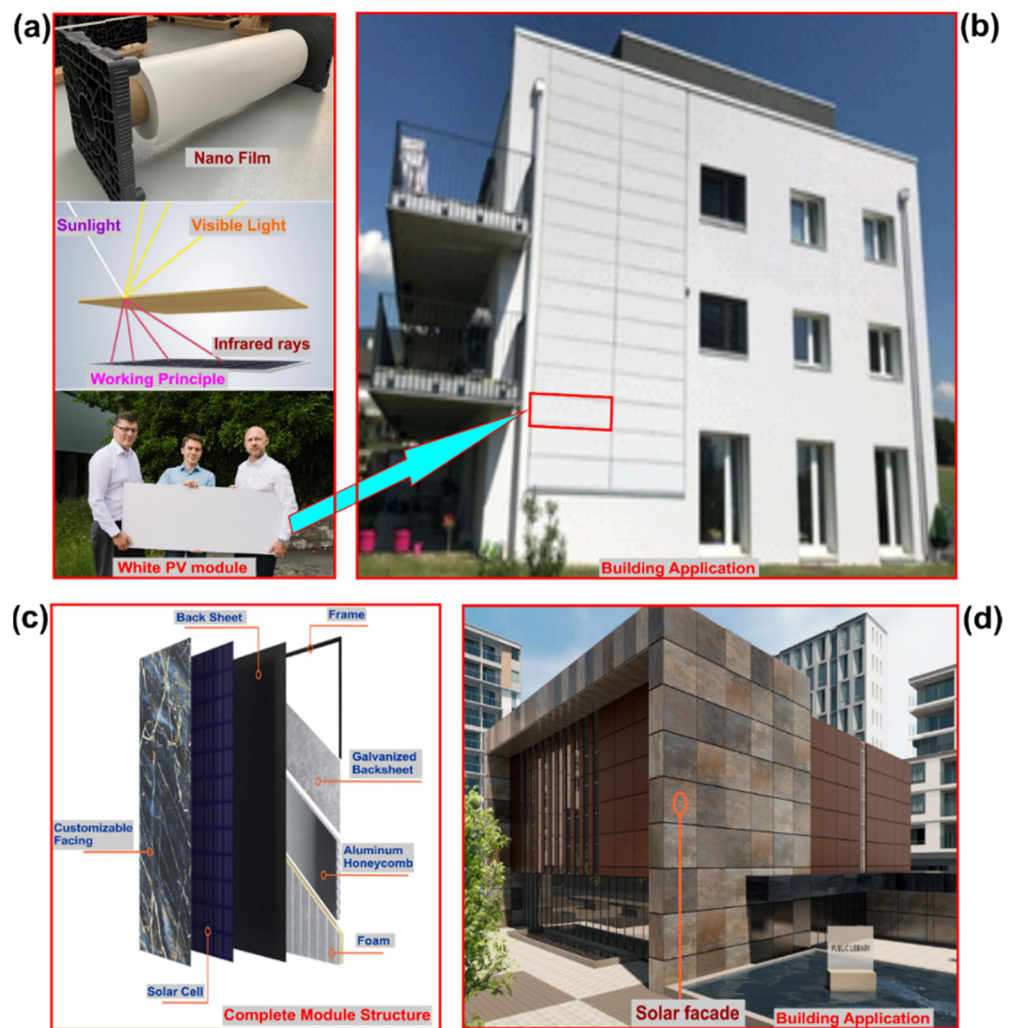 (a)
Nano Film
Sunlight
Visible Light
Infrared rays
Working Principle
White PV module
(b)
Building Application
(c)
Back Sheet
Frame
Galvanized
Backsheet
Customizable
Facing
Aluminum
Honeycomb
Foam
Solar Cell
Complete Module Structure
(d)
PUBLIC LIBRARY
Solar facade
Building Application